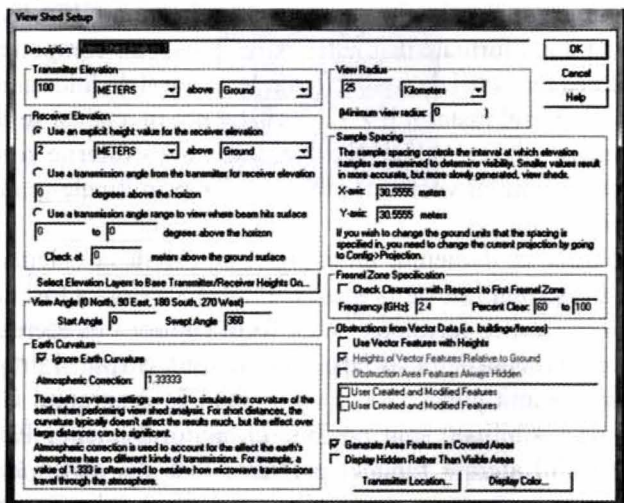 View Shed Setup
Description:
OK
Cancel
Help
Transmitter Elevation
100 METERS above Ground
Receiver Elevation
Use an explicit height value for the receiver elevation
2 METERS above Ground
Use a transmission angle from the transmitter for receiver elevation
0 degrees above the horizon
Use a transmission angle range to view where beam hits surface
0 to 0 degrees above the horizon
Check at 0 meters above the ground surface
Select Elevation Layers to Base Transmitter/Receiver Heights On...
View Angle (0 North, 90 East, 180 South, 270 West)
Start Angle 0 Swept Angle 360
Earth Curvature
Ignore Earth Curvature
Atmospheric Correction: 1.33333
The earth curvature settings are used to simulate the curvature of the
earth when performing view shed analysis. For short distances, the
curvature typically doesn't affect the results much, but the effect over
large distances can be significant.
Atmospheric correction is used to account for the affect the earth's
atmosphere has on different kinds of transmissions. For example, a
value of 1.333 is often used to emulate how microwave transmissions
travel through the atmosphere.
View Radius
25 Kilometers
(Minimum view radius: 0 )
Sample Spacing
The sample spacing controls the interval at which elevation
samples are examined to determine visibility. Smaller values result
in more accurate, but more slowly generated, view sheds.
X-axis: 30.5555 meters
Y-axis: 30.5555 meters
If you wish to change the ground units that the spacing is
specified in, you need to change the current projection by going
to Config->Projection.
Fresnel Zone Specification
Check Clearance with Respect to First Fresnel Zone
Frequency (GHz): 2.4 Percent Clear: 60 to 100
Obstructions from Vector Data (i.e. buildings/fences)
Use Vector Features with Heights
Heights of Vector Features Relative to Ground
Obstruction Area Features Always Hidden
User Created and Modified Features
User Created and Modified Features
Generate Area Features in Covered Areas
Display Hidden Rather Than Visible Areas
Transmitter Location... Display Color...